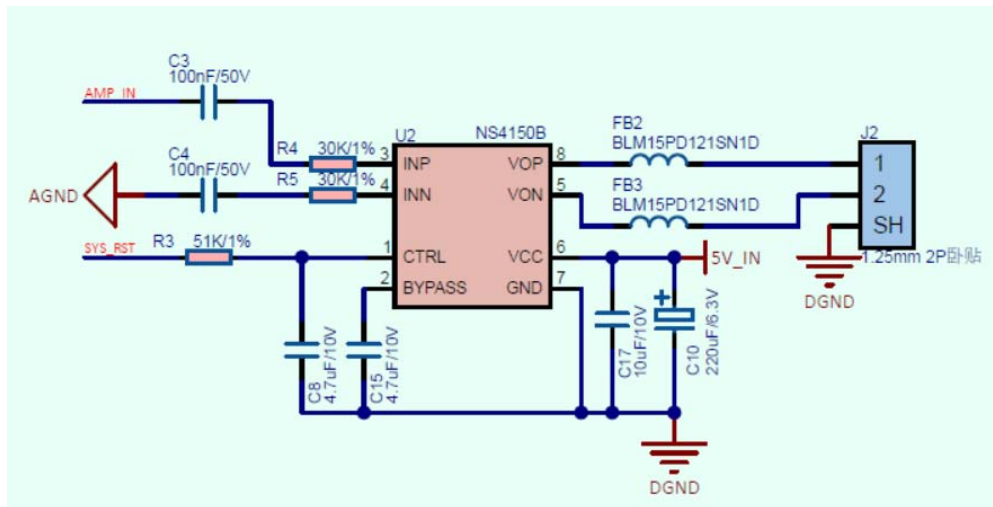 C3
100nF/50V
AMP_IN
C4
100nF/50V
R4 30K/1%
R5 30K/1%
AGND
SYS_RST
R3 51K/1%
U2 NS4150B
3 INP
4 INN
1 CTRL
2 BYPASS
VOP 8
VON 5
VCC 6
GND 7
FB2
BLM15PD121SN1D
FB3
BLM15PD121SN1D
J2
1
2
SH
1.25mm 2P卧贴
5V_IN
DGND
C8
4.7uF/10V
C15
4.7uF/10V
C17
10uF/10V
+
C10
220uF/6.3V
DGND